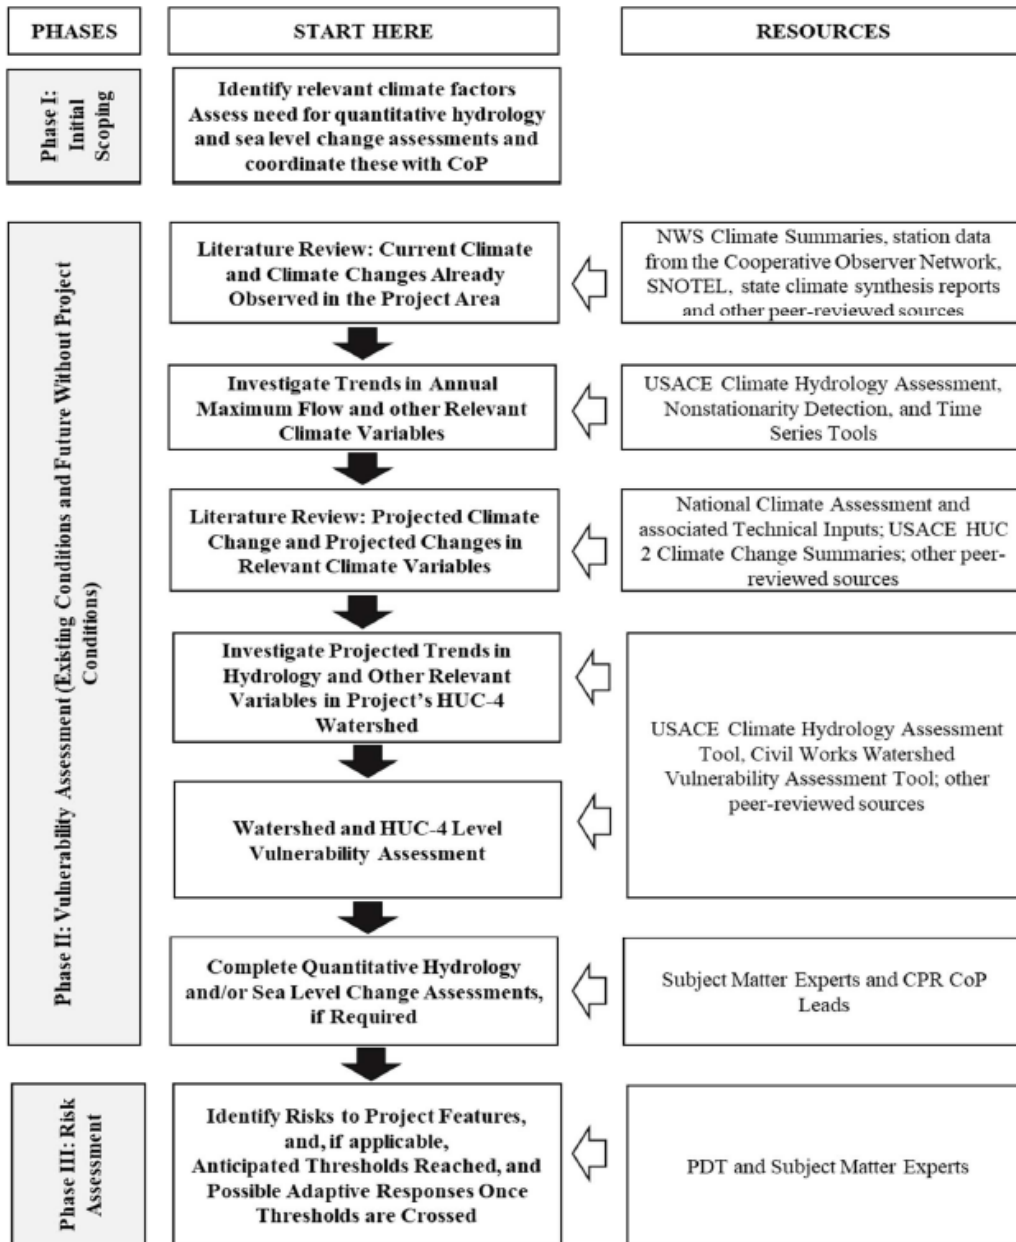 PHASES
START HERE
RESOURCES
Phase I:
Initial
Scoping
Identify relevant climate factors
Assess need for quantitative hydrology
and sea level change assessments and
coordinate these with CoP
Phase II: Vulnerability Assessment (Existing Conditions and Future Without Project
Conditions)
Literature Review: Current Climate
and Climate Changes Already
Observed in the Project Area
NWS Climate Summaries, station data
from the Cooperative Observer Network,
SNOTEL, state climate synthesis reports
and other peer-reviewed sources
Investigate Trends in Annual
Maximum Flow and other Relevant
Climate Variables
USACE Climate Hydrology Assessment,
Nonstationarity Detection, and Time
Series Tools
Literature Review: Projected Climate
Change and Projected Changes in
Relevant Climate Variables
National Climate Assessment and
associated Technical Inputs; USACE HUC
2 Climate Change Summaries; other peer-
reviewed sources
Investigate Projected Trends in
Hydrology and Other Relevant
Variables in Project's HUC-4
Watershed
USACE Climate Hydrology Assessment
Tool, Civil Works Watershed
Vulnerability Assessment Tool; other
peer-reviewed sources
Watershed and HUC-4 Level
Vulnerability Assessment
Complete Quantitative Hydrology
and/or Sea Level Change Assessments,
if Required
Subject Matter Experts and CPR CoP
Leads
Phase III: Risk
Assessment
Identify Risks to Project Features,
and, if applicable,
Anticipated Thresholds Reached, and
Possible Adaptive Responses Once
Thresholds are Crossed
PDT and Subject Matter Experts